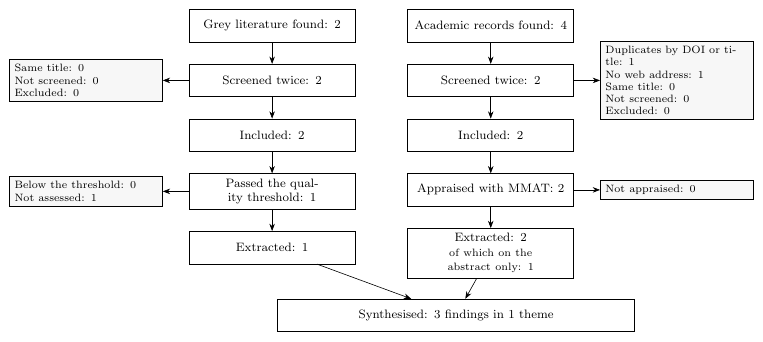 Grey literature found: 2
Academic records found: 4
Same title: 0
Not screened: 0
Excluded: 0
Screened twice: 2
Screened twice: 2
Duplicates by DOI or ti-
tle: 1
No web address: 1
Same title: 0
Not screened: 0
Excluded: 0
Included: 2
Included: 2
Below the threshold: 0
Not assessed: 1
Passed the qual-
ity threshold: 1
Appraised with MMAT: 2
Not appraised: 0
Extracted: 1
Extracted: 2
of which on the
abstract only: 1
Synthesised: 3 findings in 1 theme